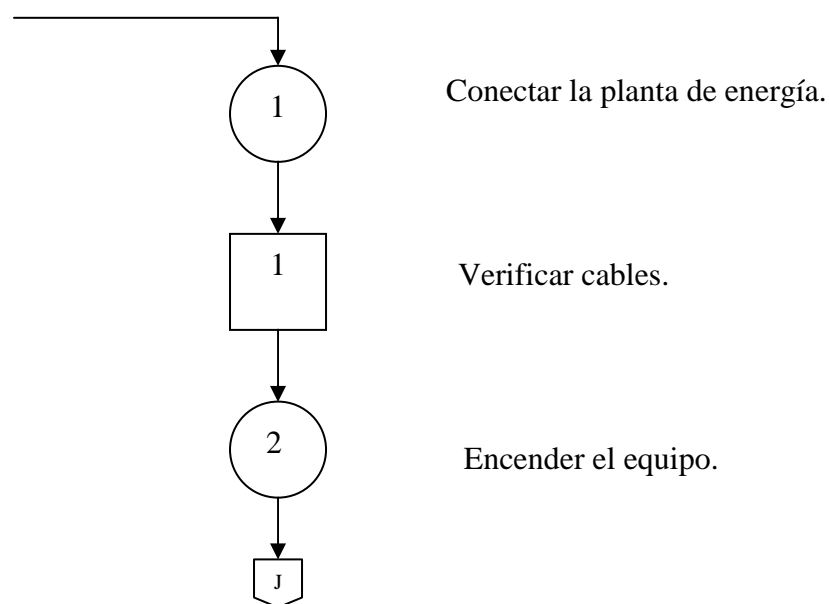 1
Conectar la planta de energía.
1
Verificar cables.
2
Encender el equipo.
J